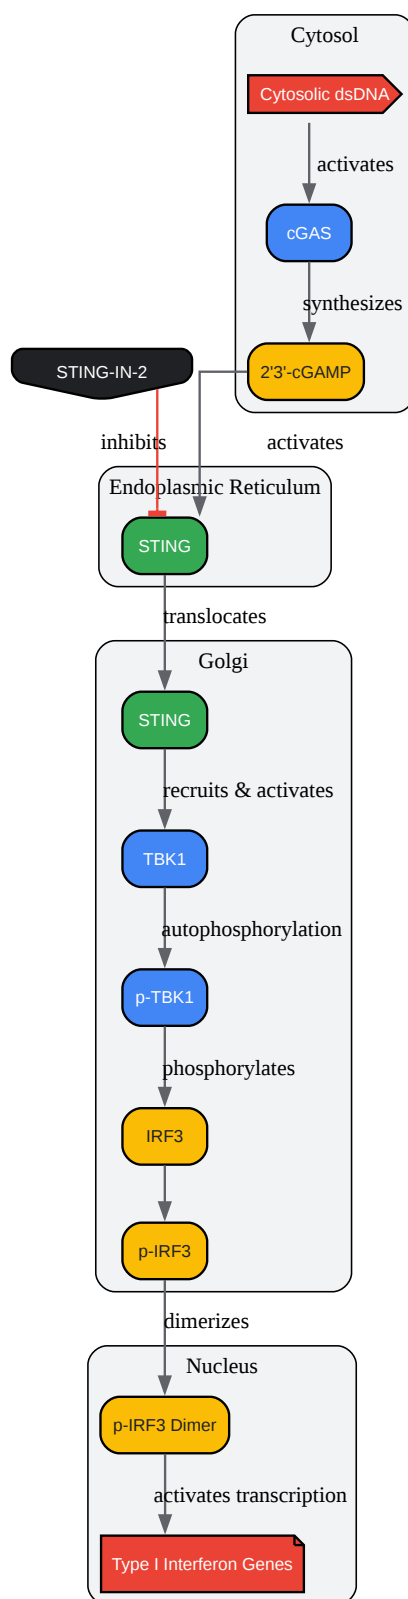 Cytosol
Cytosolic dsDNA
activates
cGAS
synthesizes
STING-IN-2
2'3'-cGAMP
inhibits
activates
Endoplasmic Reticulum
STING
translocates
Golgi
STING
recruits & activates
TBK1
autophosphorylation
p-TBK1
phosphorylates
IRF3
p-IRF3
dimerizes
Nucleus
p-IRF3 Dimer
activates transcription
Type I Interferon Genes